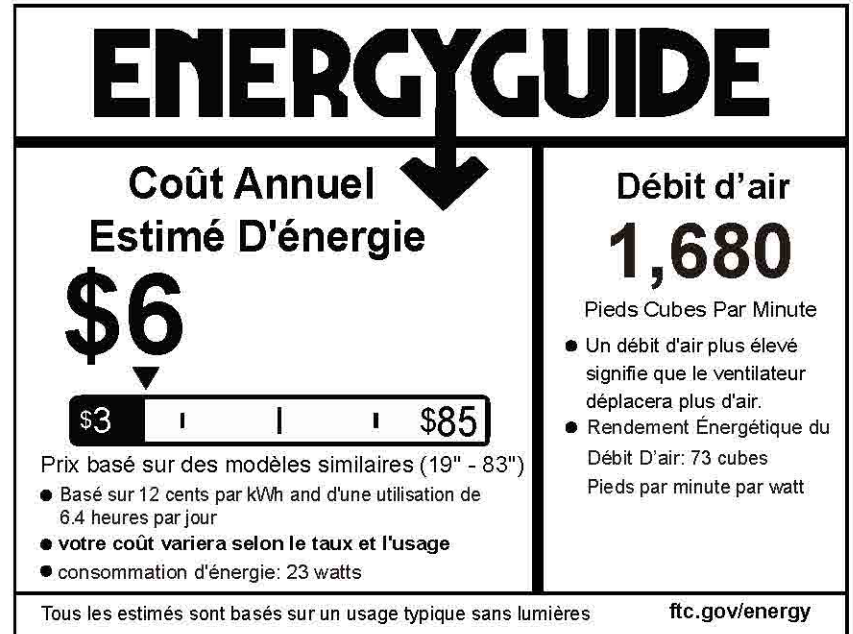 ENERGYGUIDE
Coût Annuel
Estimé D'énergie
$6
$3 $85
Prix basé sur des modèles similaires (19" - 83")
● Basé sur 12 cents par kWh and d'une utilisation de
6.4 heures par jour
● votre coût variera selon le taux et l'usage
● consommation d'énergie: 23 watts
Débit d’air
1,680
Pieds Cubes Par Minute
● Un débit d'air plus élevé
signifie que le ventilateur
déplacera plus d'air.
● Rendement Énergétique du
Débit D’air: 73 cubes
Pieds par minute par watt
Tous les estimés sont basés sur un usage typique sans lumières
ftc.gov/energy